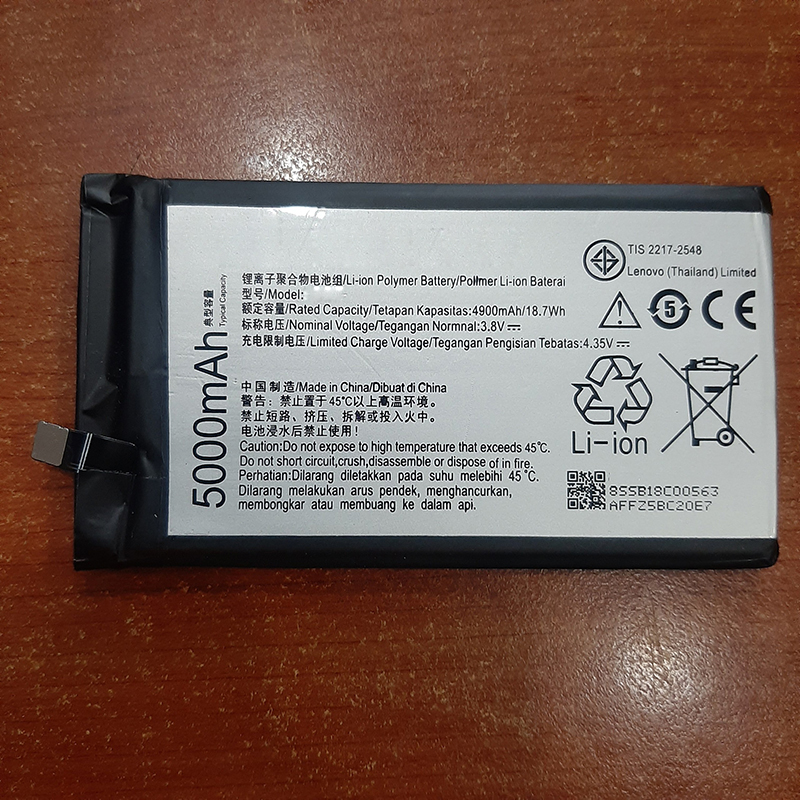 5000mAh
典型容量
Typical Capacity
锂离子聚合物电池组/Li-ion Polymer Battery/Polimer Li-ion Baterai
型号/Model:
额定容量/Rated Capacity/Tetapan Kapasitas:4900mAh/18.7Wh
标称电压/Nominal Voltage/Tegangan Normnal:3.8V⎓
充电限制电压/Limited Charge Voltage/Tegangan Pengisian Tebatas:4.35V⎓
中国制造/Made in China/Dibuat di China
警告：禁止置于45℃以上高温环境。
禁止短路、挤压、拆解或投入火中。
电池浸水后禁止使用！
Caution:Do not expose to high temperature that exceeds 45℃.
Do not short circuit,crush,disassemble or dispose of in fire.
Perhatian:Dilarang diletakkan pada suhu melebihi 45℃.
Dilarang melakukan arus pendek, menghancurkan,
membongkar atau membuang ke dalam api.
TIS 2217-2548
Lenovo (Thailand) Limited
5 CE
Li-ion
8SSB18C00563
AFFZ5BC20E7